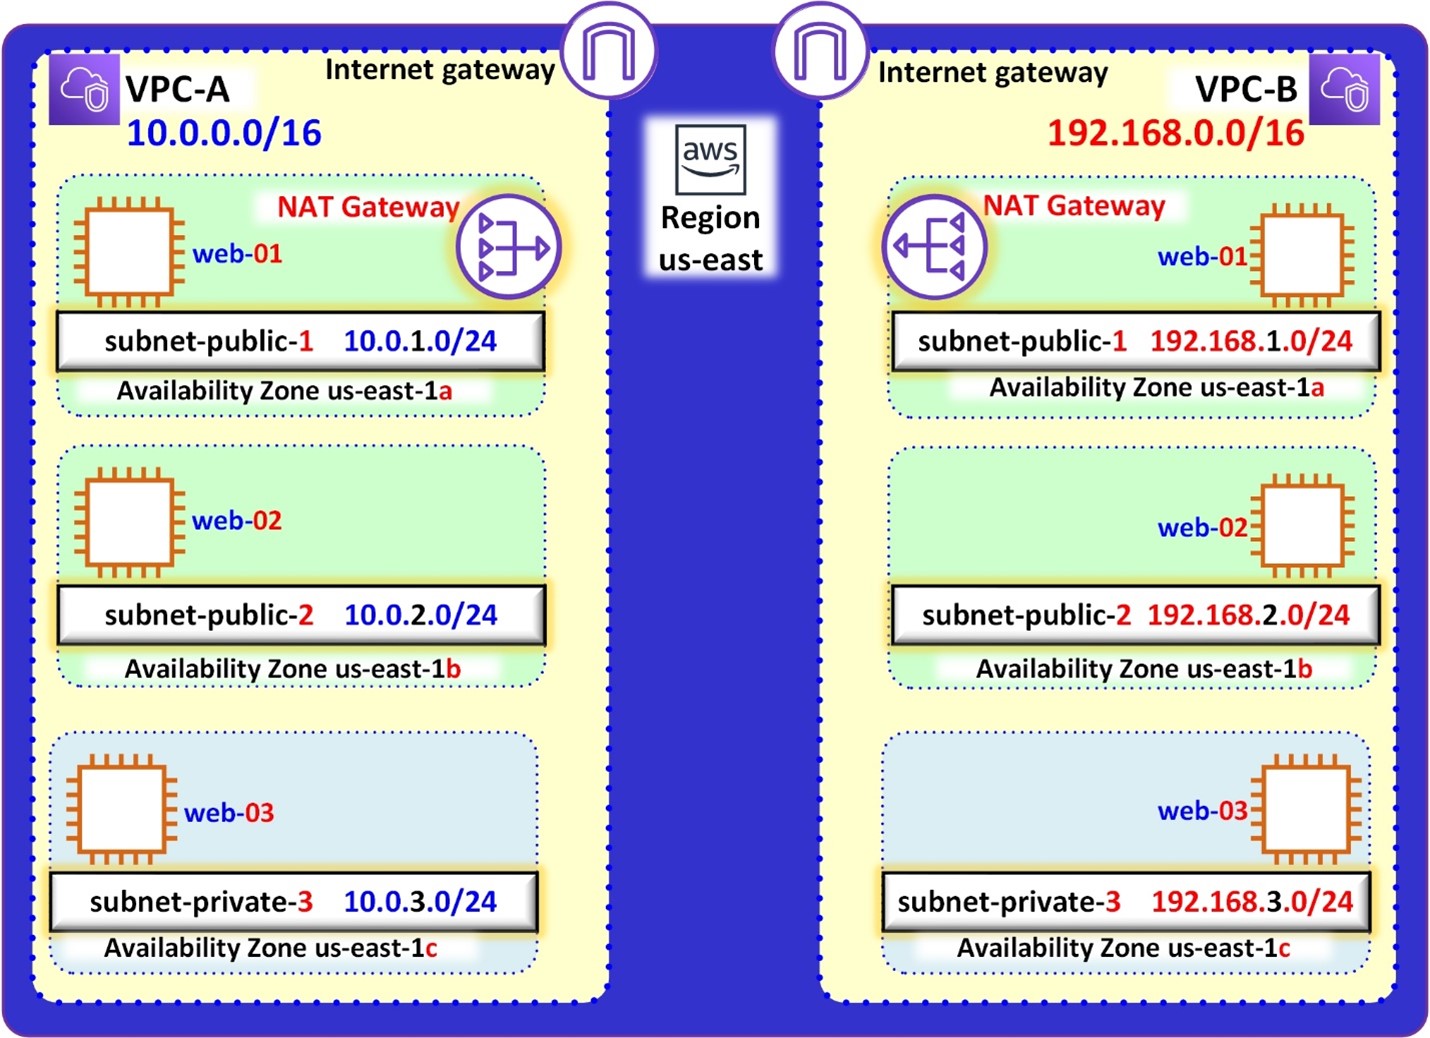 Internet gateway
VPC-A
10.0.0.0/16
NAT Gateway
web-01
subnet-public-1 10.0.1.0/24
Availability Zone us-east-1a
web-02
subnet-public-2 10.0.2.0/24
Availability Zone us-east-1b
web-03
subnet-private-3 10.0.3.0/24
Availability Zone us-east-1c
aws
Region
us-east
Internet gateway
VPC-B
192.168.0.0/16
NAT Gateway
web-01
subnet-public-1 192.168.1.0/24
Availability Zone us-east-1a
web-02
subnet-public-2 192.168.2.0/24
Availability Zone us-east-1b
web-03
subnet-private-3 192.168.3.0/24
Availability Zone us-east-1c